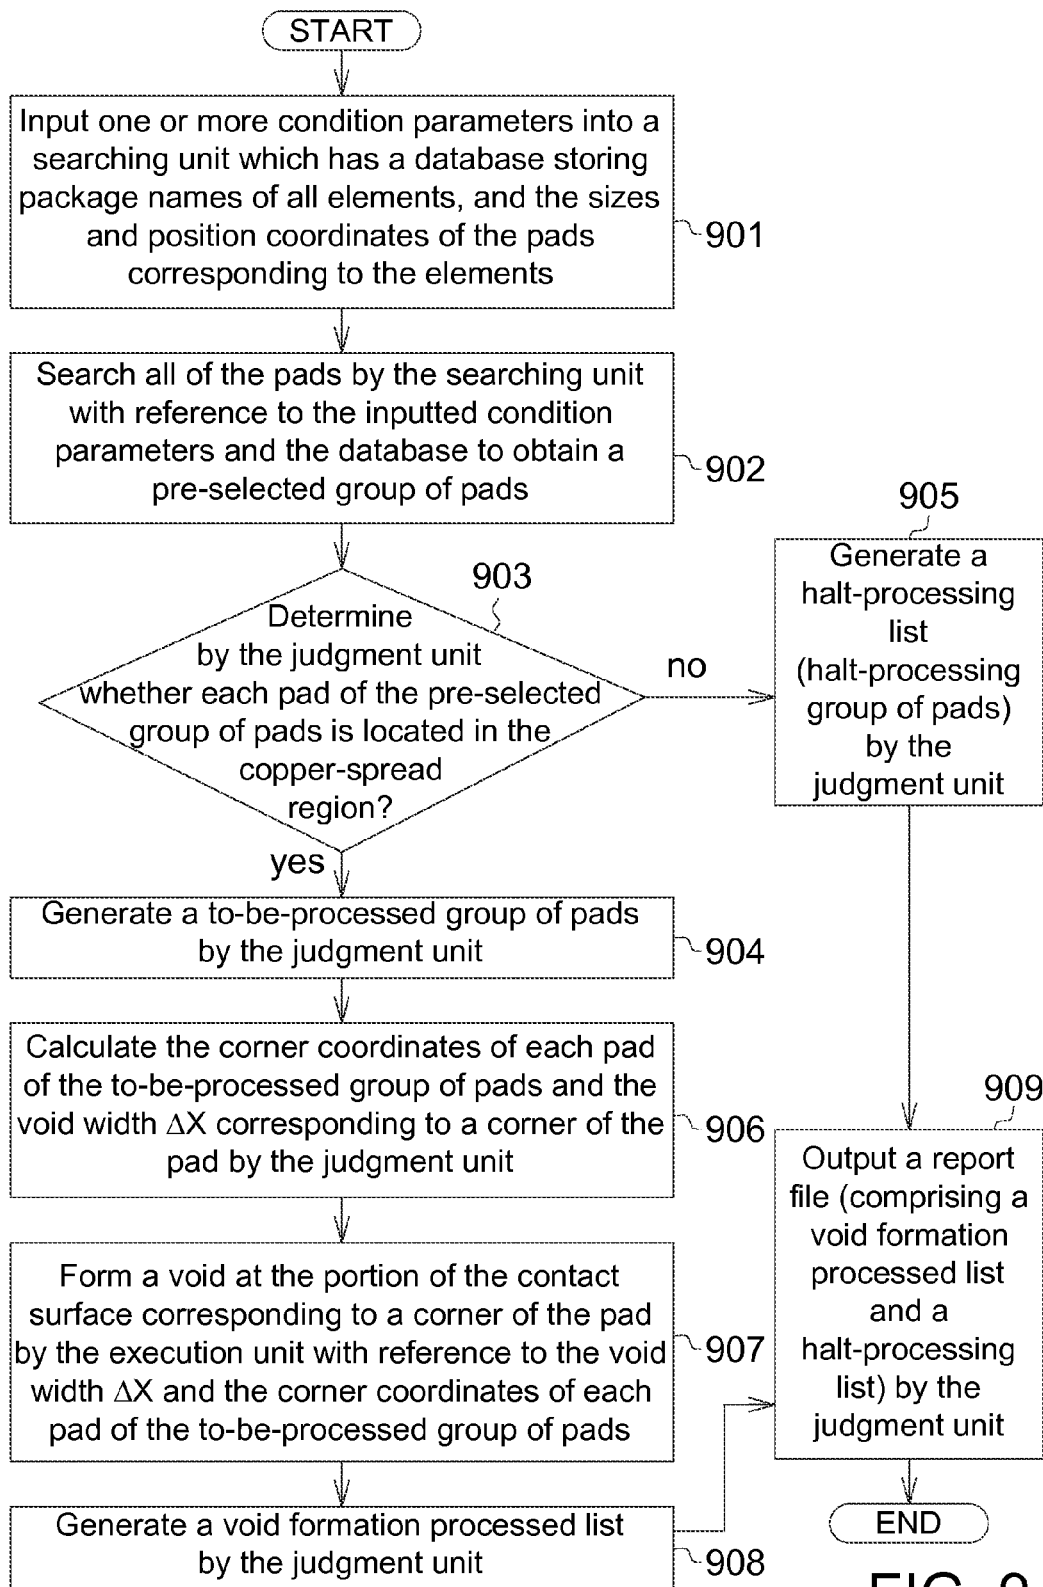 START
Input one or more condition parameters into a
searching unit which has a database storing
package names of all elements, and the sizes
and position coordinates of the pads
corresponding to the elements
901
Search all of the pads by the searching unit
with reference to the inputted condition
parameters and the database to obtain a
pre-selected group of pads
902
903
Determine
by the judgment unit
whether each pad of the pre-selected
group of pads is located in the
copper-spread
region?
no
yes
905
Generate a
halt-processing
list
(halt-processing
group of pads)
by the
judgment unit
Generate a to-be-processed group of pads
by the judgment unit
904
Calculate the corner coordinates of each pad
of the to-be-processed group of pads and the
void width ΔX corresponding to a corner of the
pad by the judgment unit
906
Form a void at the portion of the contact
surface corresponding to a corner of the pad
by the execution unit with reference to the void
width ΔX and the corner coordinates of each
pad of the to-be-processed group of pads
907
Generate a void formation processed list
by the judgment unit
908
909
Output a report
file (comprising a
void formation
processed list
and a
halt-processing
list) by the
judgment unit
END
FIG. 9